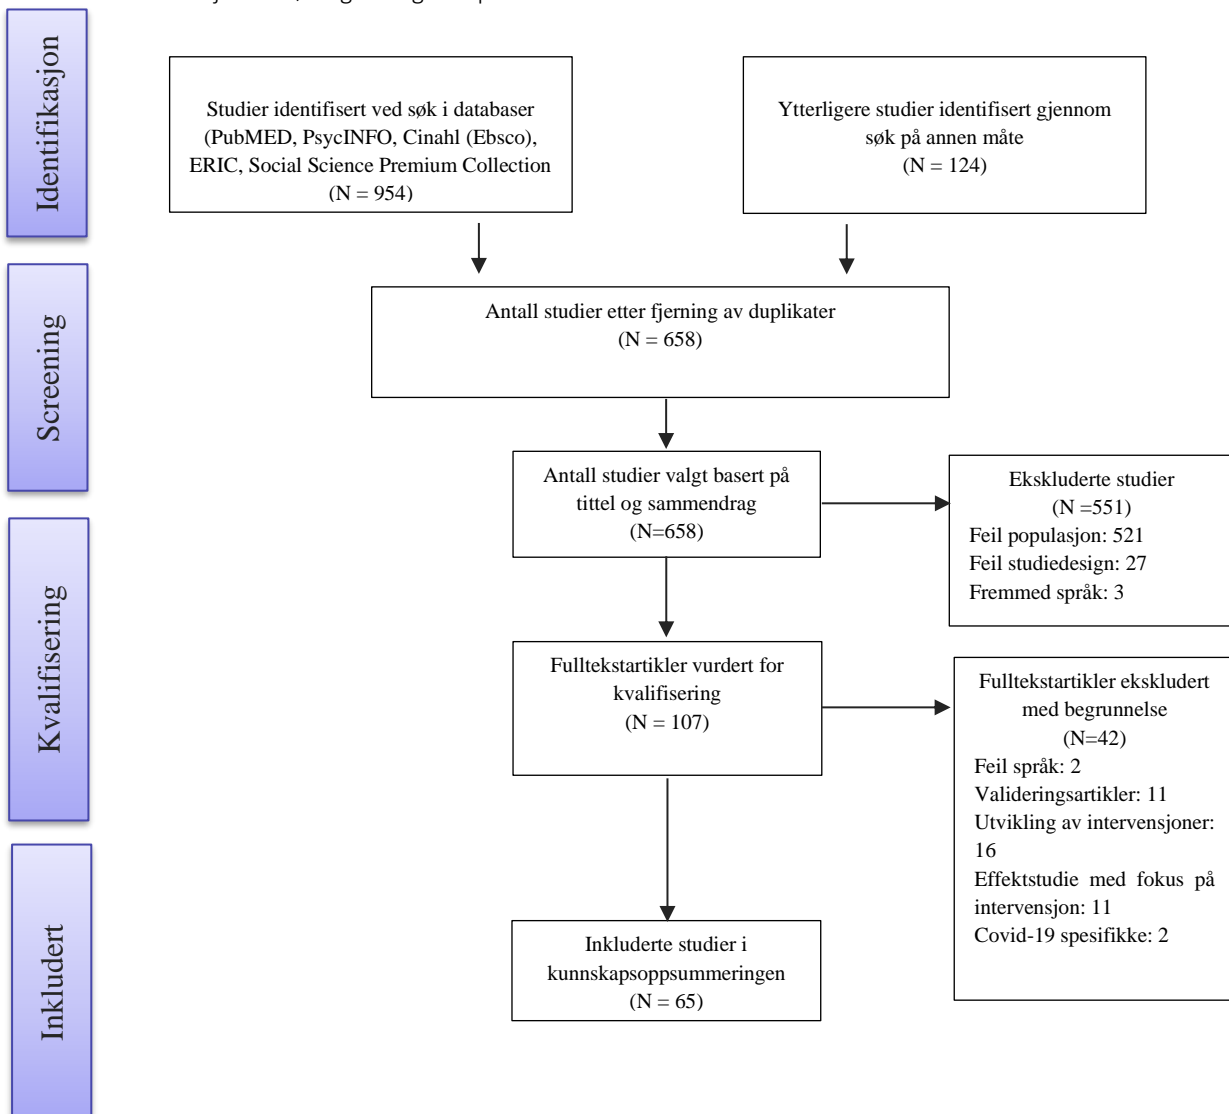 Identifikasjon
Studier identifisert ved søk i databaser
(PubMED, PsycINFO, Cinahl (Ebsco),
ERIC, Social Science Premium Collection
(N = 954)
Ytterligere studier identifisert gjennom
søk på annen måte
(N = 124)
Screening
Antall studier etter fjerning av duplikater
(N = 658)
Antall studier valgt basert på
tittel og sammendrag
(N=658)
Ekskluderte studier
(N =551)
Feil populasjon: 521
Feil studiedesign: 27
Fremmed språk: 3
Kvalifisering
Fulltekstartikler vurdert for
kvalifisering
(N = 107)
Fulltekstartikler ekskludert
med begrunnelse
(N=42)
Feil språk: 2
Valideringsartikler: 11
Utvikling av intervensjoner:
16
Effektstudie med fokus på
intervensjon: 11
Covid-19 spesifikke: 2
Inkludert
Inkluderte studier i
kunnskapsoppsummeringen
(N = 65)